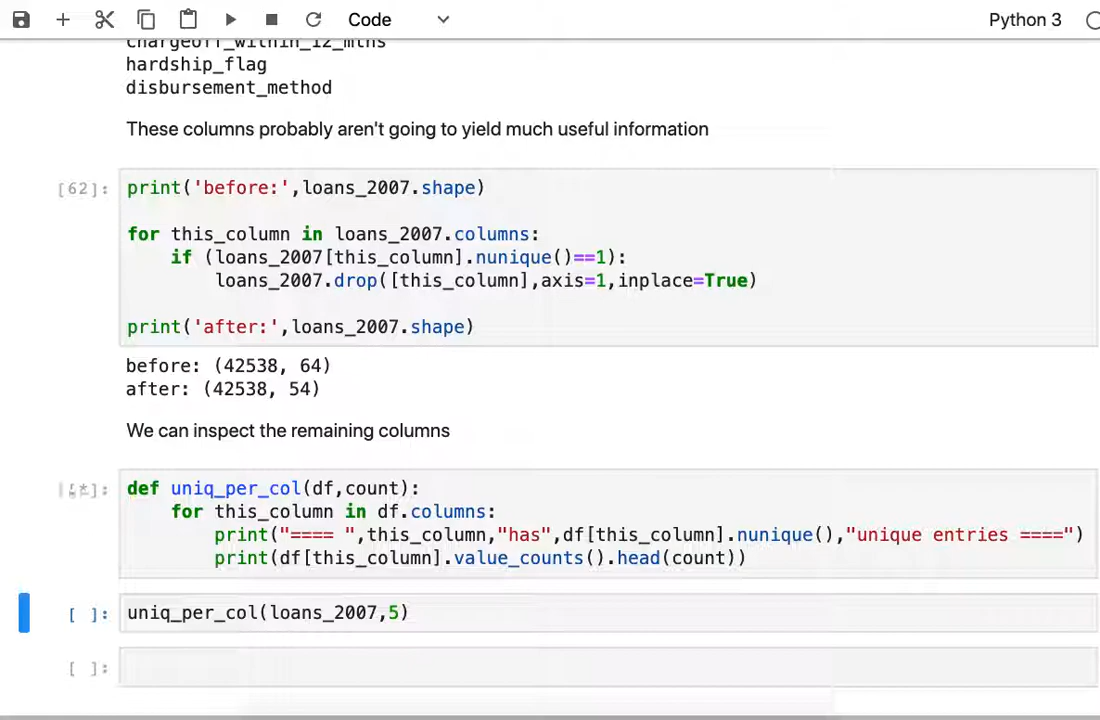 Code
Python 3
chargeoff_within_12_mths
hardship_flag
disbursement_method
These columns probably aren't going to yield much useful information
[62]:
print('before:',loans_2007.shape)
for this_column in loans_2007.columns:
    if (loans_2007[this_column].nunique()==1):
        loans_2007.drop([this_column],axis=1,inplace=True)
print('after:',loans_2007.shape)
before: (42538, 64)
after: (42538, 54)
We can inspect the remaining columns
[*]:
def uniq_per_col(df,count):
    for this_column in df.columns:
        print("==== ",this_column,"has",df[this_column].nunique(),"unique entries ====")
        print(df[this_column].value_counts().head(count))
[ ]:
uniq_per_col(loans_2007,5)
[ ]: